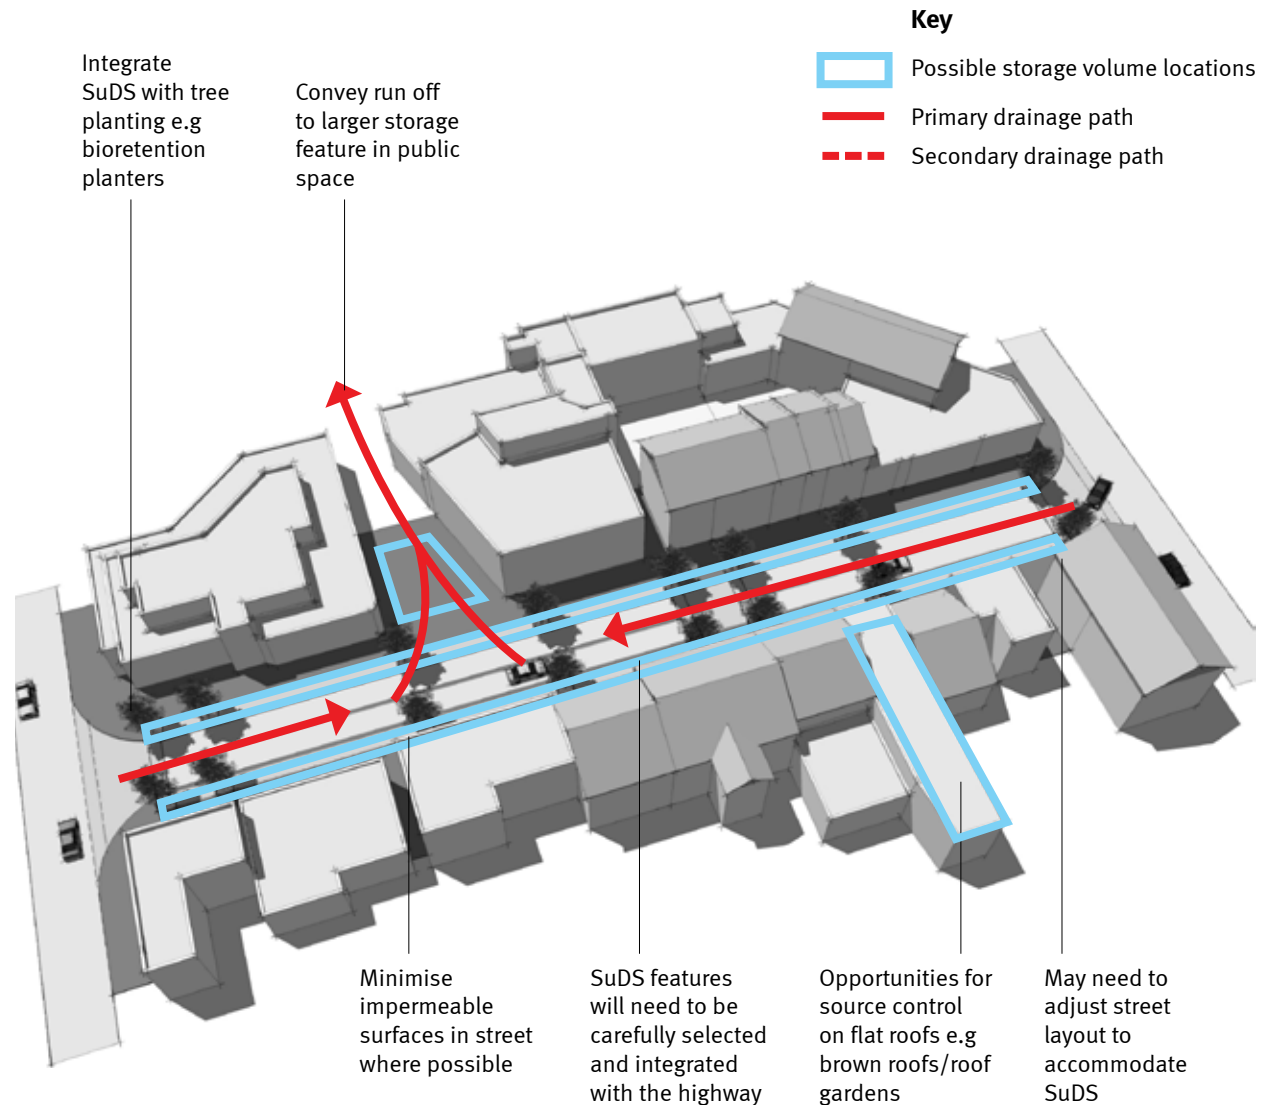 Key
Possible storage volume locations
Primary drainage path
Secondary drainage path
Integrate
SuDS with tree
planting e.g
bioretention
planters
Convey run off
to larger storage
feature in public
space
Minimise
impermeable
surfaces in street
where possible
SuDS features
will need to be
carefully selected
and integrated
with the highway
Opportunities for
source control
on flat roofs e.g
brown roofs/roof
gardens
May need to
adjust street
layout to
accommodate
SuDS